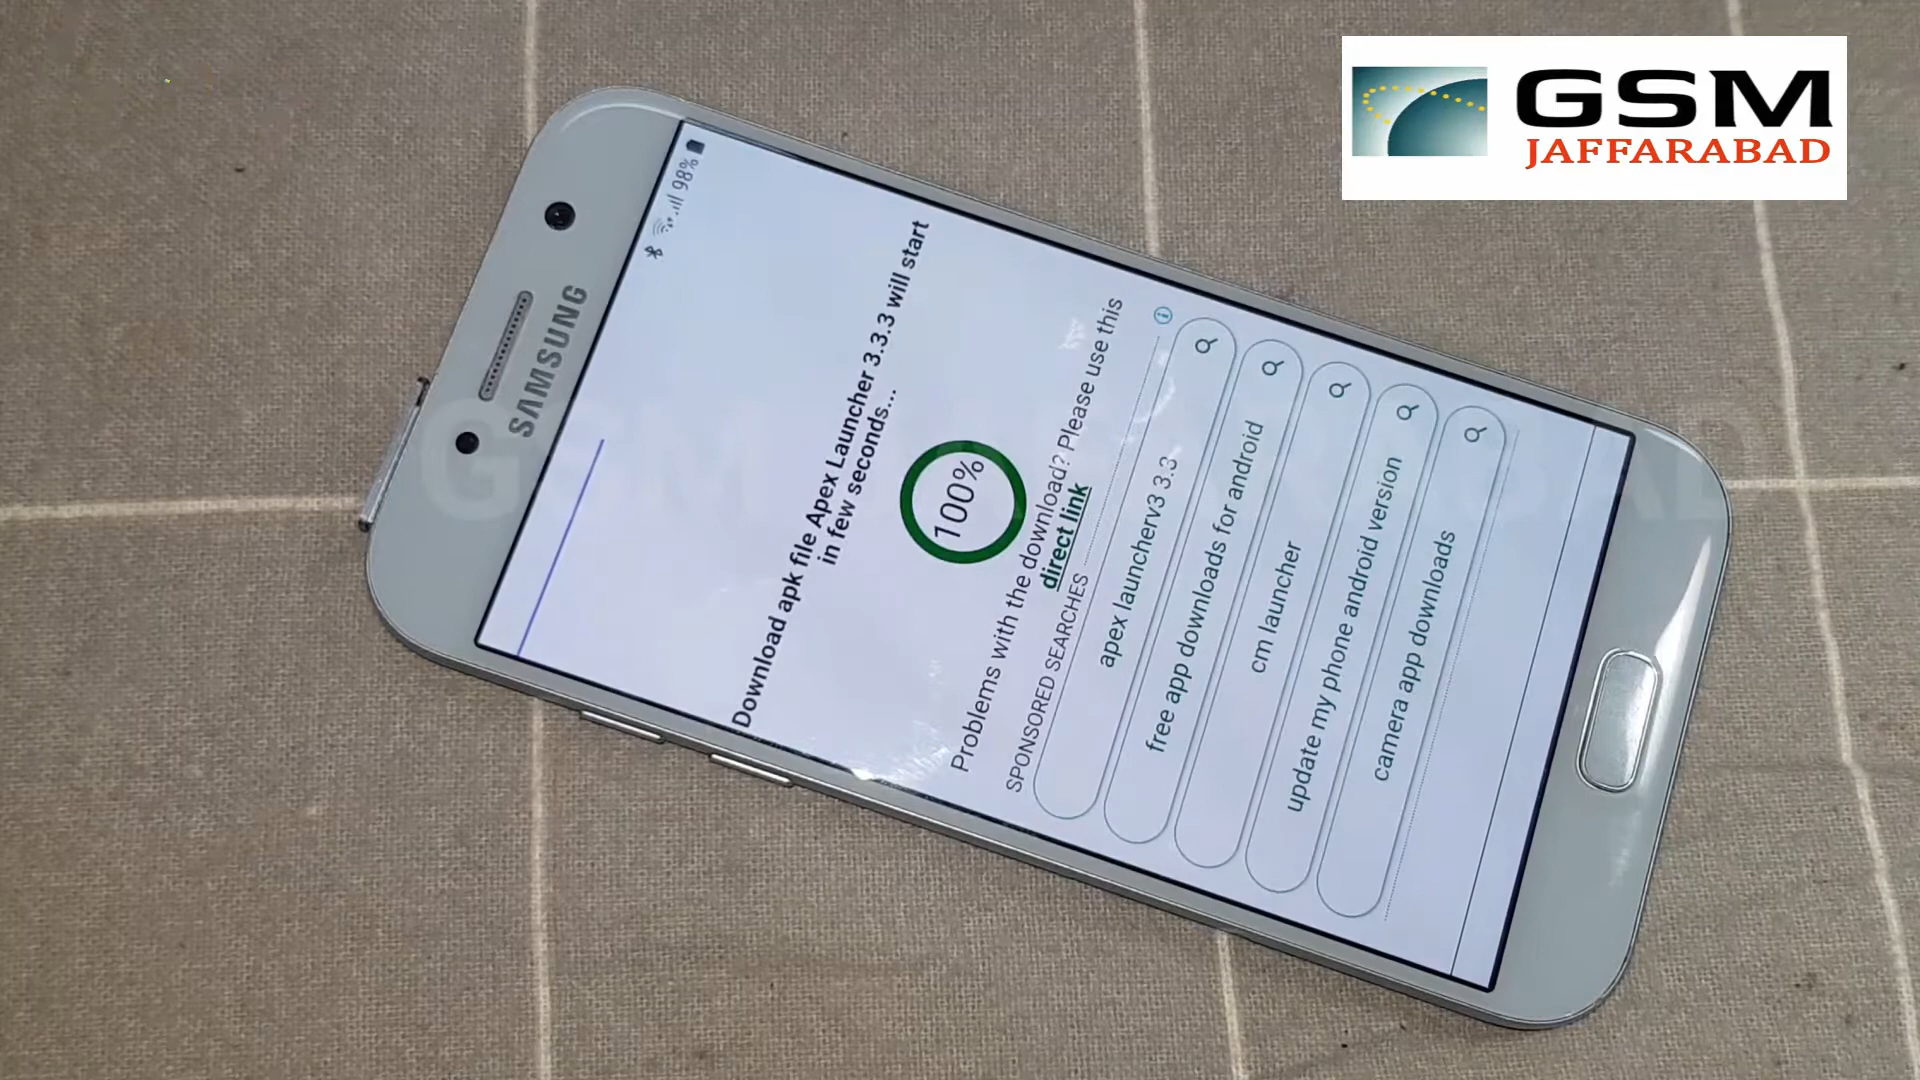 GSM
JAFFARABAD
SAMSUNG
98%
Download apk file Apex Launcher 3.3.3 will start
in few seconds...
100%
Problems with the download? Please use this
direct link
SPONSORED SEARCHES
apex launcherv3 3.3
free app downloads for android
cm launcher
update my phone android version
camera app downloads
GSM JAFFARABAD